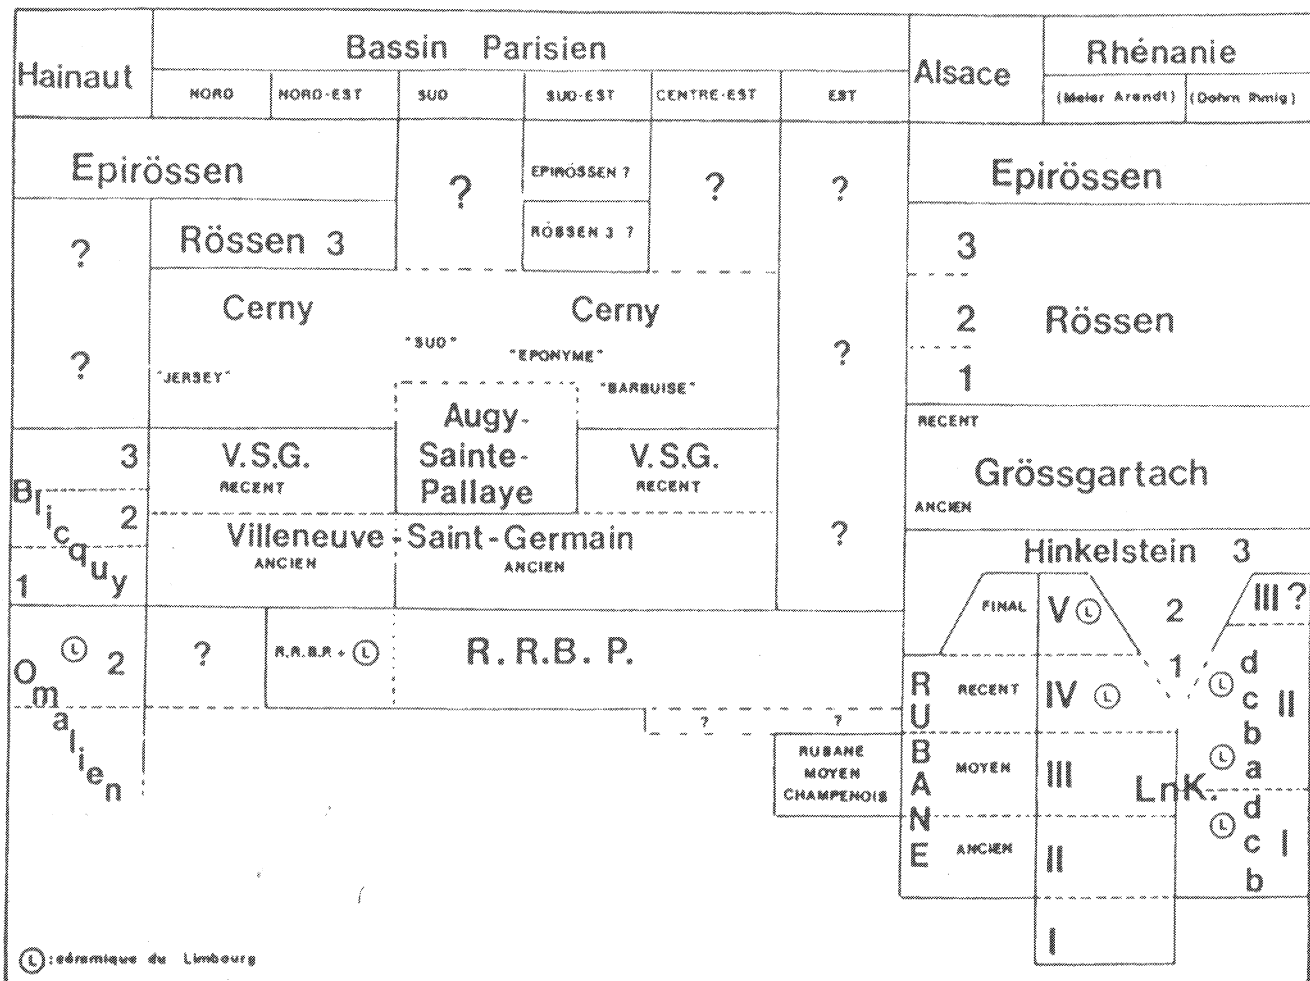 Hainaut
Bassin Parisien
Alsace
Rhénanie
NORD
NORD-EST
SUD
SUD-EST
CENTRE-EST
EST
(Meier Arendt)
(Dohrn Ihmig)
Epirössen
?
EPIRÖSSEN ?
?
?
Epirössen
?
Rössen 3
RÖSSEN 3 ?
3
Cerny
Cerny
2
Rössen
?
"SUD"
"EPONYME"
?
"JERSEY"
"BARBUISE"
1
Augy-
Sainte-
Pallaye
RECENT
Grössgartach
ANCIEN
Blicquy
3
2
1
V.S.G.
RECENT
V.S.G.
RECENT
Villeneuve-Saint-Germain
ANCIEN
ANCIEN
?
Hinkelstein 3
2
1
Omalien
L 2
?
R.R.B.P. + L
R.R.B.P.
?
?
RUBANE
MOYEN
CHAMPENOIS
RUBANE
FINAL
RECENT
MOYEN
ANCIEN
V L
IV L
III
II
I
LnK.
III ?
L d
c
b
L a
II
L d
c
b
I
L : céramique du Limbourg